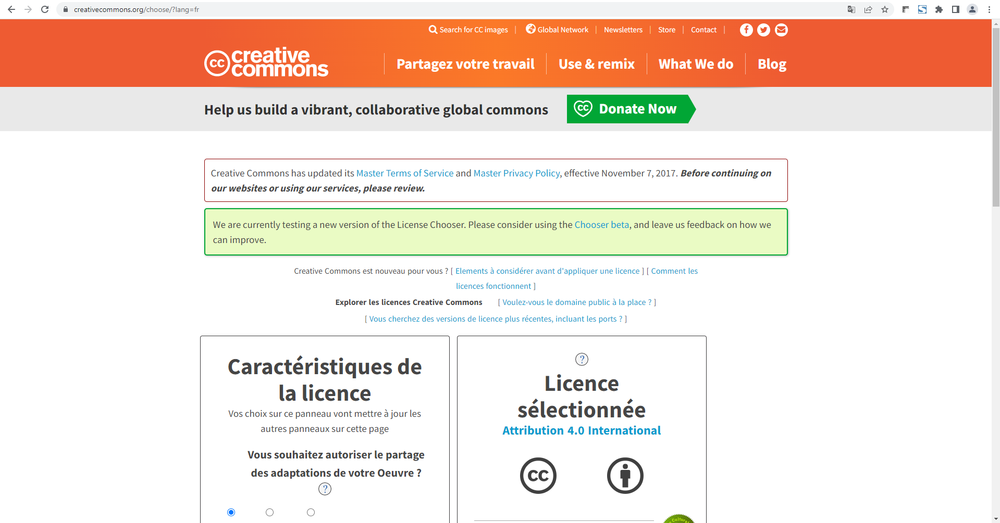 creativecommons.org/choose/?lang=fr
Search for CC images | Global Network | Newsletters | Store | Contact |
cc creative commons
Partagez votre travail
Use & remix
What We do
Blog
Help us build a vibrant, collaborative global commons
cc Donate Now
Creative Commons has updated its Master Terms of Service and Master Privacy Policy, effective November 7, 2017. Before continuing on
our websites or using our services, please review.
We are currently testing a new version of the License Chooser. Please consider using the Chooser beta, and leave us feedback on how we
can improve.
Creative Commons est nouveau pour vous ? [ Elements à considérer avant d'appliquer une licence ] [ Comment les
licences fonctionnent ]
Explorer les licences Creative Commons [ Voulez-vous le domaine public à la place ? ]
[ Vous cherchez des versions de licence plus récentes, incluant les ports ? ]
Caractéristiques de
la licence
Vos choix sur ce panneau vont mettre à jour les
autres panneaux sur cette page
Vous souhaitez autoriser le partage
des adaptations de votre Oeuvre ?
?
?
Licence
sélectionnée
Attribution 4.0 International
cc